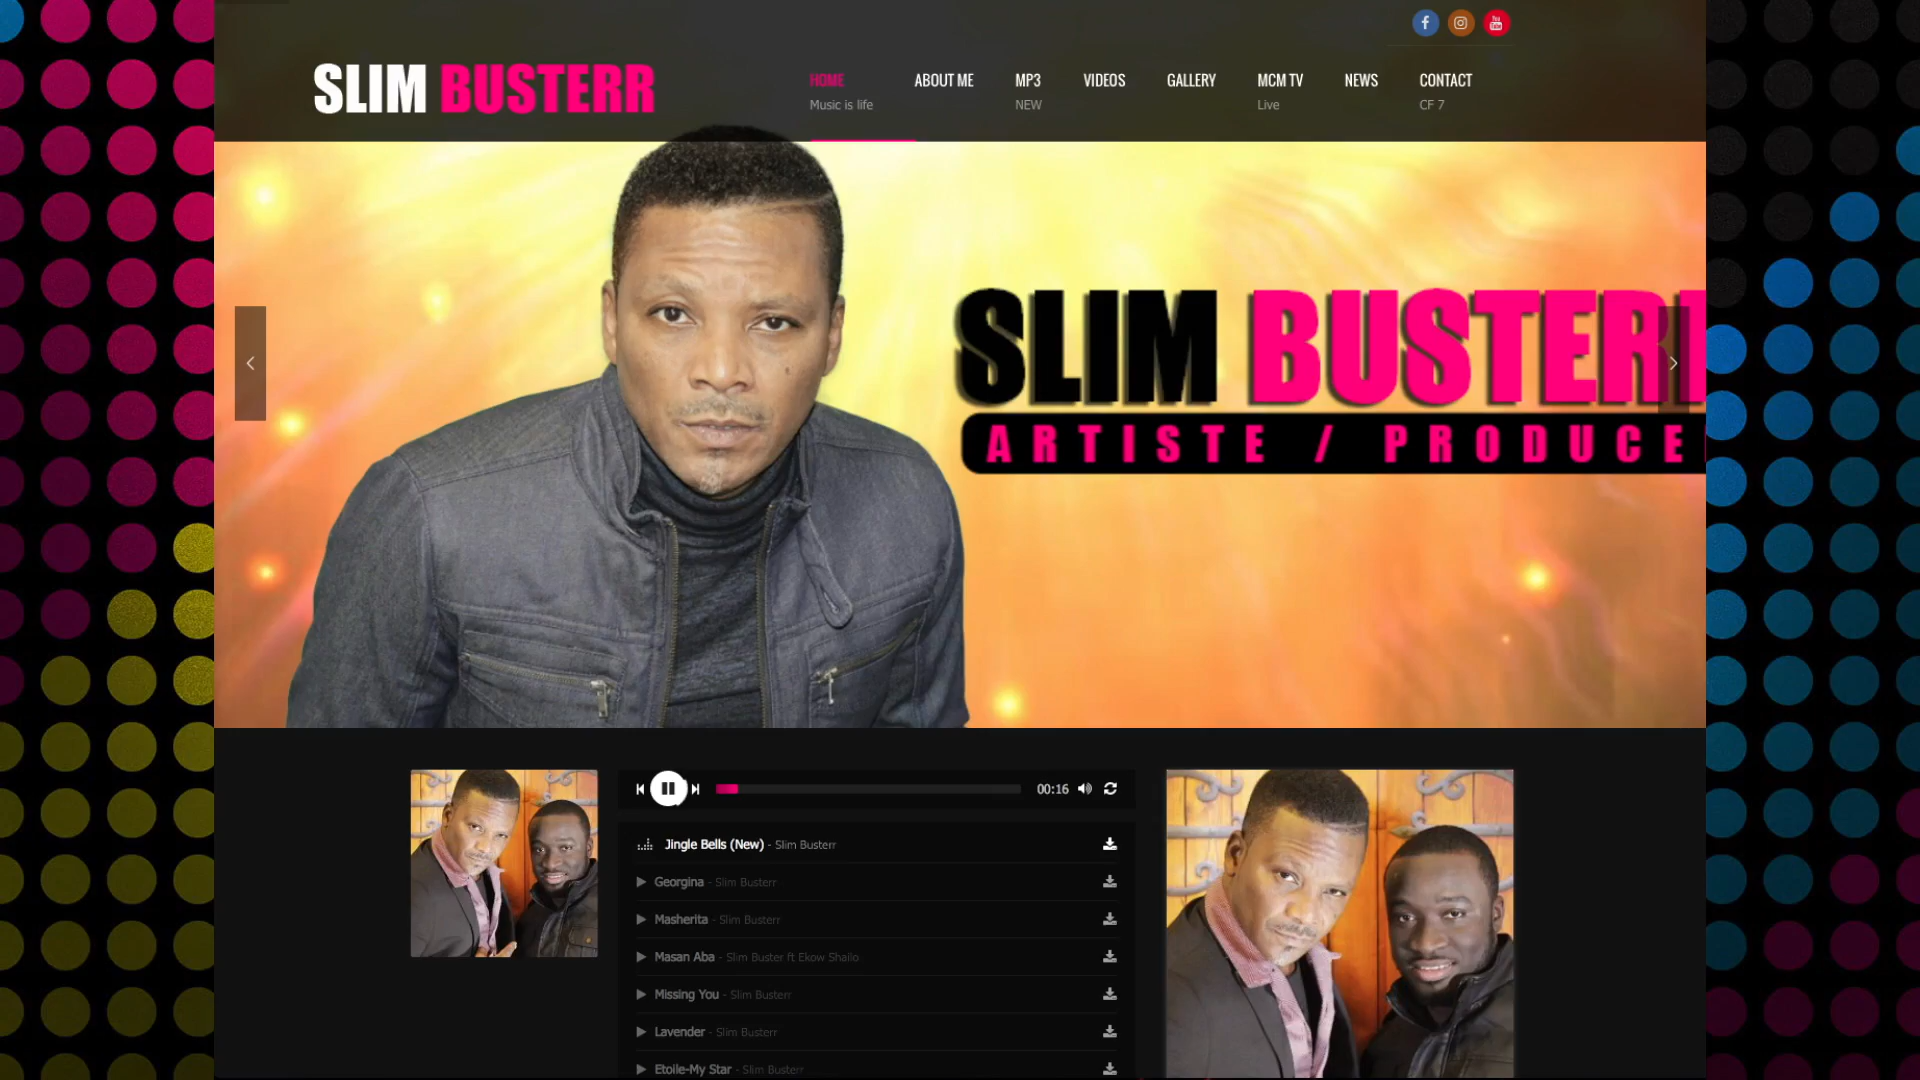 SLIM BUSTERR
HOME ABOUT ME MP3 VIDEOS GALLERY MCM TV NEWS CONTACT
Music is life NEW Live CF 7
SLIM BUSTERR
ARTISTE / PRODUCE
00:16
Jingle Bells (New) - Slim Busterr
Georgina - Slim Busterr
Masherita - Slim Busterr
Masan Aba - Slim Buster ft Ekow Shailo
Missing You - Slim Busterr
Lavender - Slim Busterr
Etoile-My Star - Slim Busterr